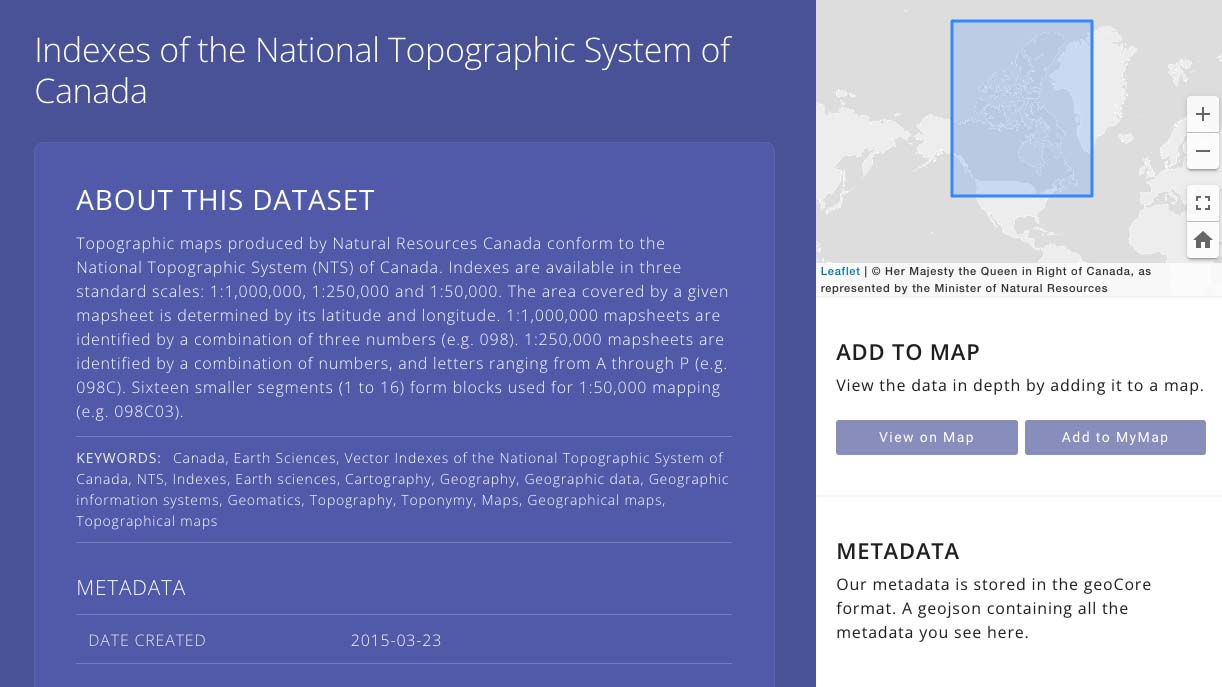 Indexes of the National Topographic System of
Canada
ABOUT THIS DATASET
Topographic maps produced by Natural Resources Canada conform to the
National Topographic System (NTS) of Canada. Indexes are available in three
standard scales: 1:1,000,000, 1:250,000 and 1:50,000. The area covered by a given
mapsheet is determined by its latitude and longitude. 1:1,000,000 mapsheets are
identified by a combination of three numbers (e.g. 098). 1:250,000 mapsheets are
identified by a combination of numbers, and letters ranging from A through P (e.g.
098C). Sixteen smaller segments (1 to 16) form blocks used for 1:50,000 mapping
(e.g. 098C03).
KEYWORDS: Canada, Earth Sciences, Vector Indexes of the National Topographic System of
Canada, NTS, Indexes, Earth sciences, Cartography, Geography, Geographic data, Geographic
information systems, Geomatics, Topography, Toponymy, Maps, Geographical maps,
Topographical maps
METADATA
DATE CREATED 2015-03-23
+
−
Leaflet | © Her Majesty the Queen in Right of Canada, as
represented by the Minister of Natural Resources
ADD TO MAP
View the data in depth by adding it to a map.
View on Map Add to MyMap
METADATA
Our metadata is stored in the geoCore
format. A geojson containing all the
metadata you see here.